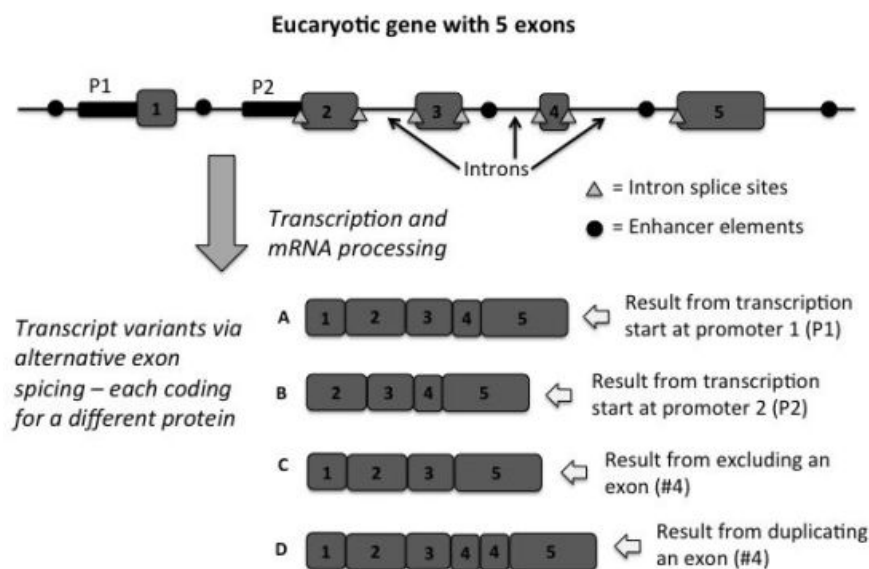 Eucaryotic gene with 5 exons
P1
P2
1
2
3
4
5
Introns
= Intron splice sites
= Enhancer elements
Transcription and
mRNA processing
Transcript variants via
alternative exon
spicing – each coding
for a different protein
A
1 2 3 4 5
Result from transcription
start at promoter 1 (P1)
B
2 3 4 5
Result from transcription
start at promoter 2 (P2)
C
1 2 3 5
Result from excluding an
exon (#4)
D
1 2 3 4 4 5
Result from duplicating
an exon (#4)